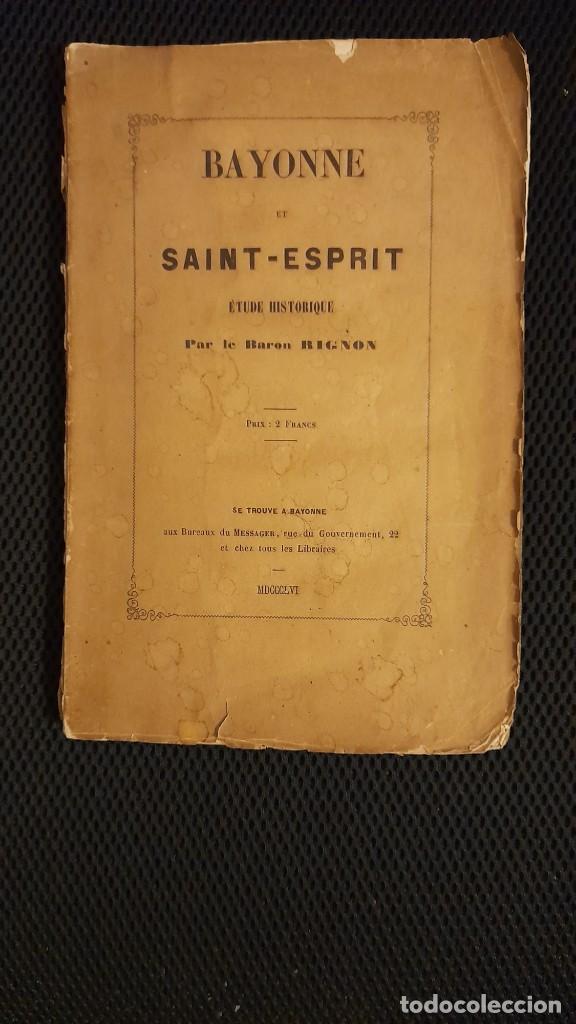 BAYONNE
ET
SAINT-ESPRIT
ÉTUDE HISTORIQUE
Par le Baron RIGNON
PRIX : 2 FRANCS
SE TROUVE A BAYONNE
aux Bureaux du MESSAGER, rue du Gouvernement, 22
et chez tous les Libraires
MDCCCLVI
todocoleccion